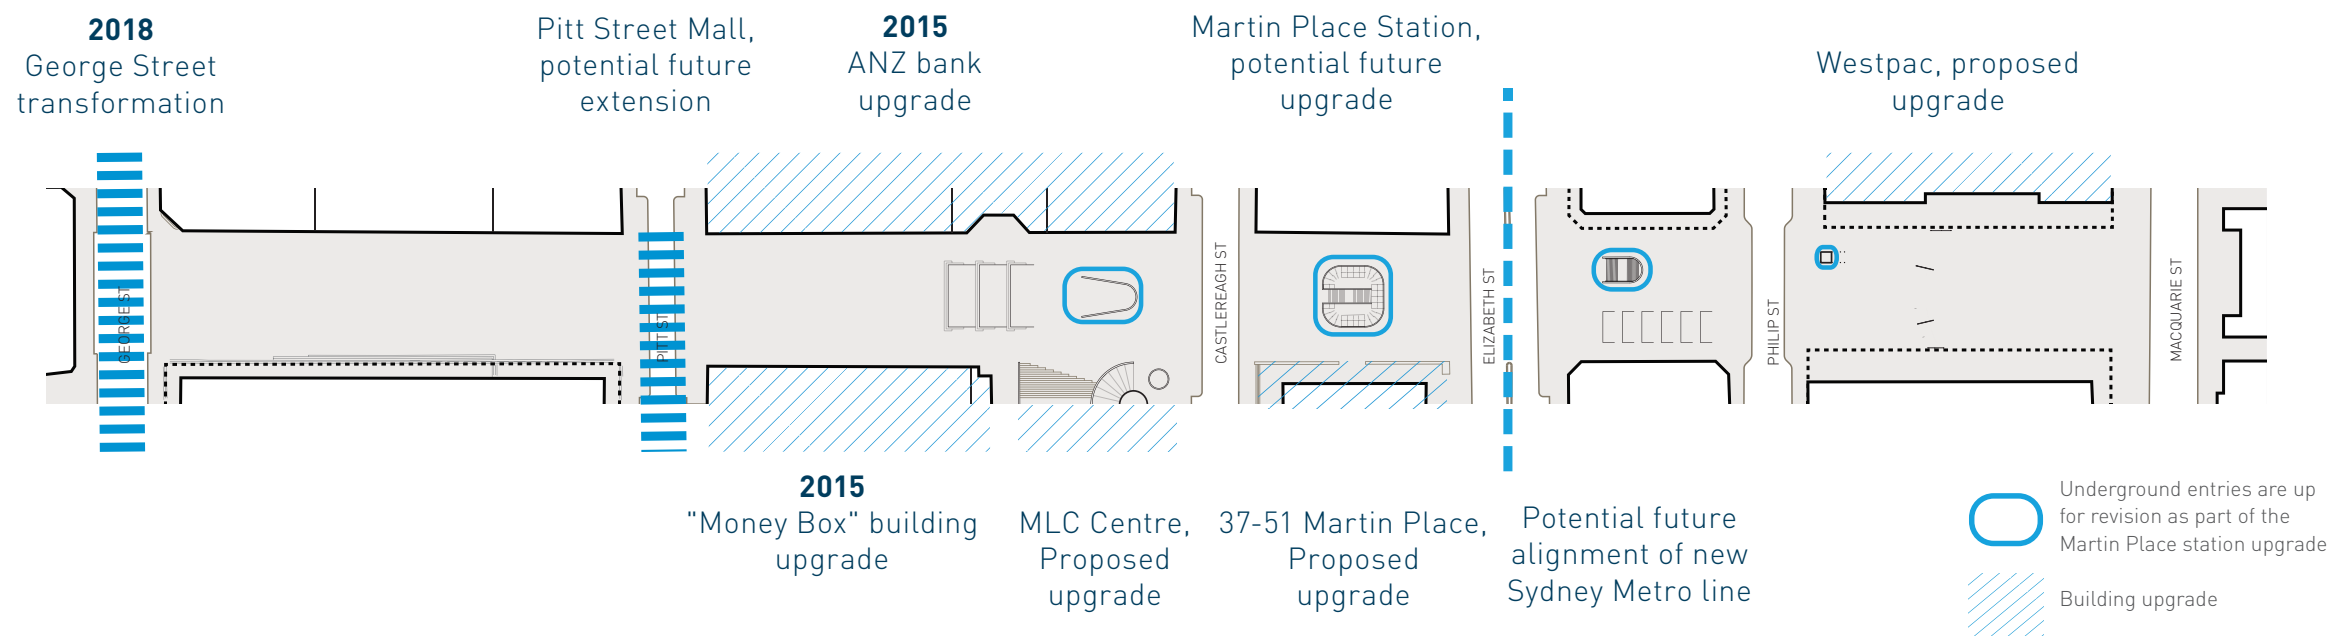 2018
George Street
transformation
Pitt Street Mall,
potential future
extension
2015
ANZ bank
upgrade
Martin Place Station,
potential future
upgrade
Westpac, proposed
upgrade
GEORGE ST
PITT ST
CASTLEREAGH ST
ELIZABETH ST
PHILIP ST
MACQUARIE ST
2015
"Money Box" building
upgrade
MLC Centre,
Proposed
upgrade
37-51 Martin Place,
Proposed
upgrade
Potential future
alignment of new
Sydney Metro line
Underground entries are up
for revision as part of the
Martin Place station upgrade
Building upgrade